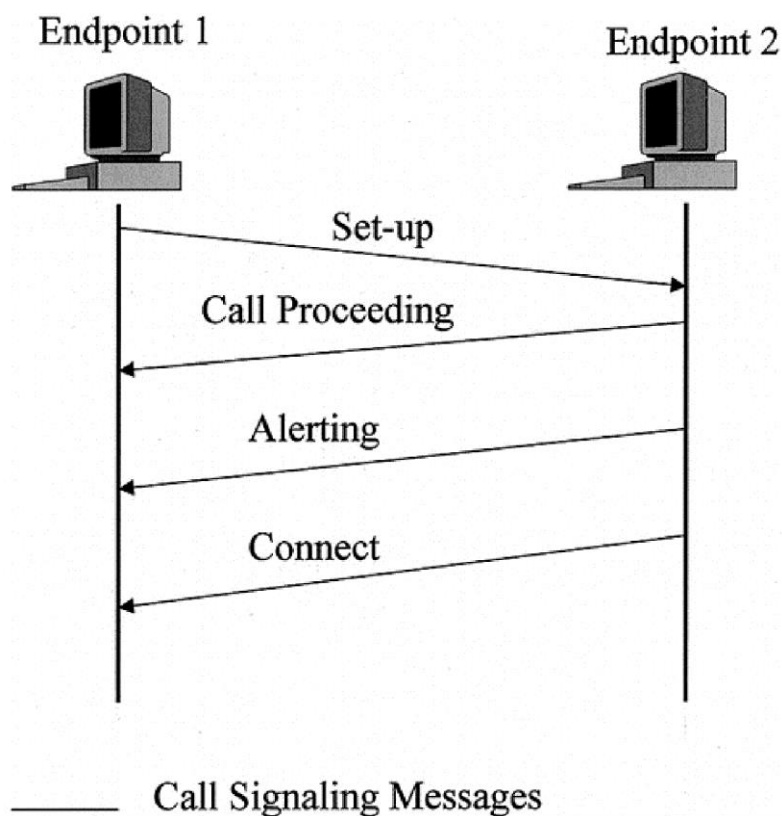 Endpoint 1
Endpoint 2
Set-up
Call Proceeding
Alerting
Connect
Call Signaling Messages